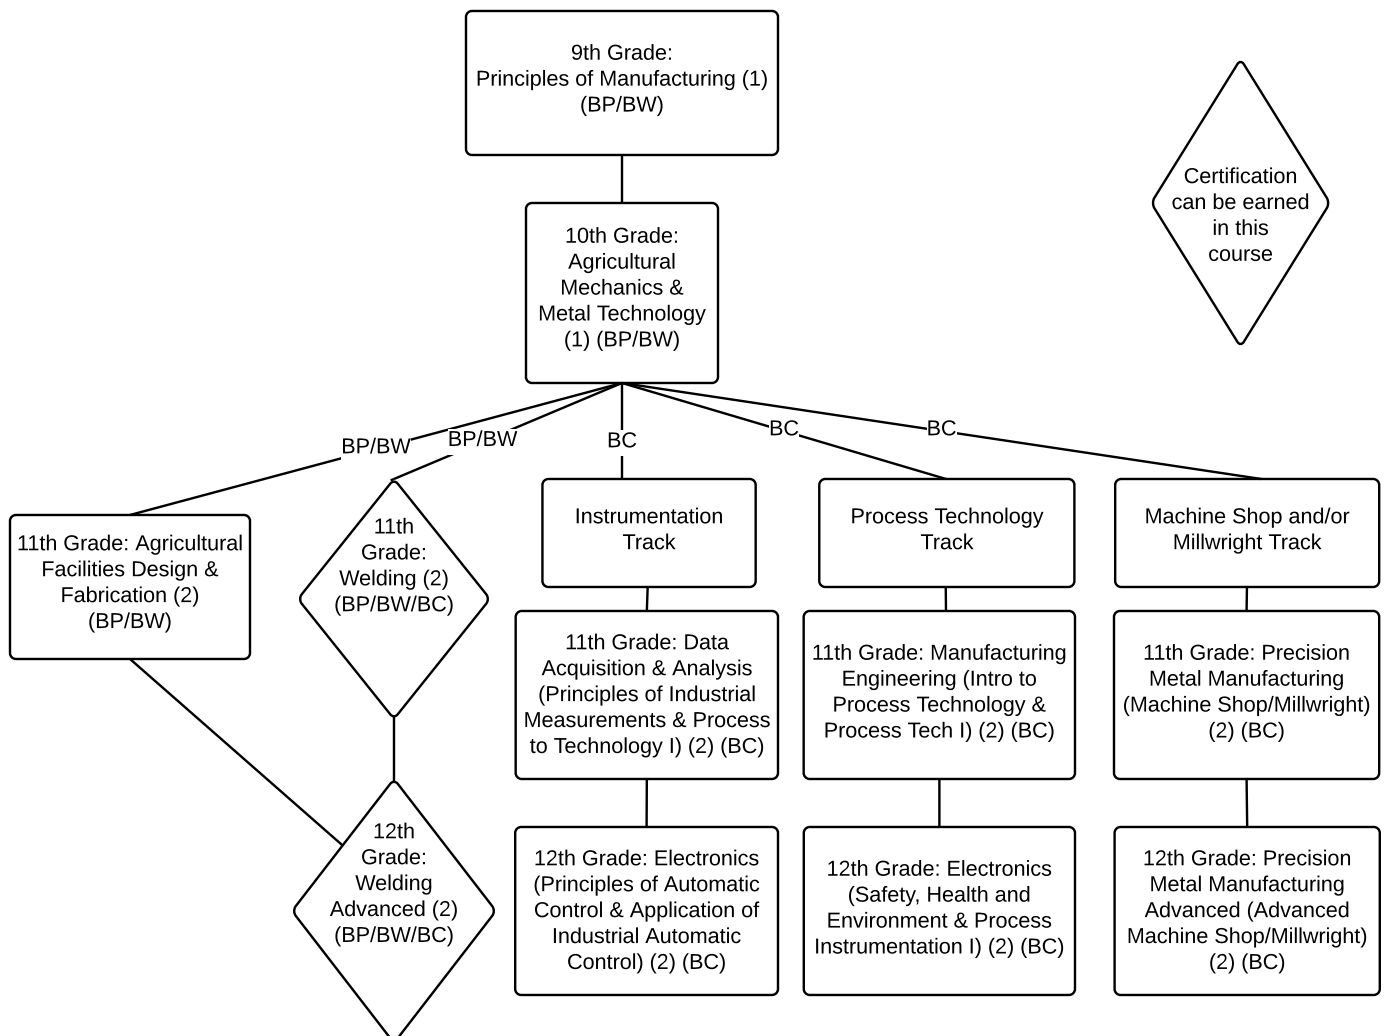 9th Grade:
Principles of Manufacturing (1)
(BP/BW)
Certification
can be earned
in this
course
10th Grade:
Agricultural
Mechanics &
Metal Technology
(1) (BP/BW)
BP/BW
BP/BW
BC
BC
BC
11th Grade: Agricultural
Facilities Design &
Fabrication (2)
(BP/BW)
11th
Grade:
Welding (2)
(BP/BW/BC)
Instrumentation
Track
Process Technology
Track
Machine Shop and/or
Millwright Track
11th Grade: Data
Acquisition & Analysis
(Principles of Industrial
Measurements & Process
to Technology I) (2) (BC)
11th Grade: Manufacturing
Engineering (Intro to
Process Technology &
Process Tech I) (2) (BC)
11th Grade: Precision
Metal Manufacturing
(Machine Shop/Millwright)
(2) (BC)
12th
Grade:
Welding
Advanced (2)
(BP/BW/BC)
12th Grade: Electronics
(Principles of Automatic
Control & Application of
Industrial Automatic
Control) (2) (BC)
12th Grade: Electronics
(Safety, Health and
Environment & Process
Instrumentation I) (2) (BC)
12th Grade: Precision
Metal Manufacturing
Advanced (Advanced
Machine Shop/Millwright)
(2) (BC)